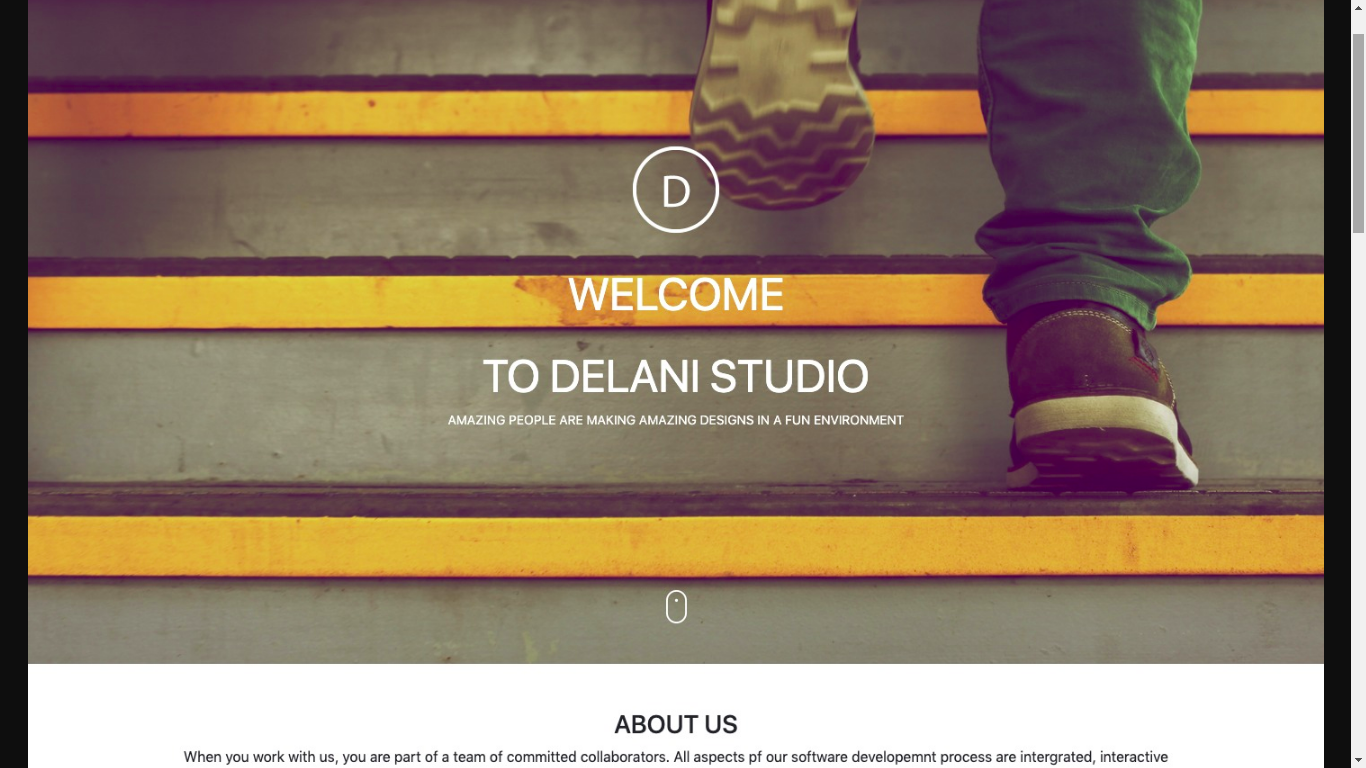 D
WELCOME
TO DELANI STUDIO
AMAZING PEOPLE ARE MAKING AMAZING DESIGNS IN A FUN ENVIRONMENT
ABOUT US
When you work with us, you are part of a team of committed collaborators. All aspects pf our software developemnt process are intergrated, interactive